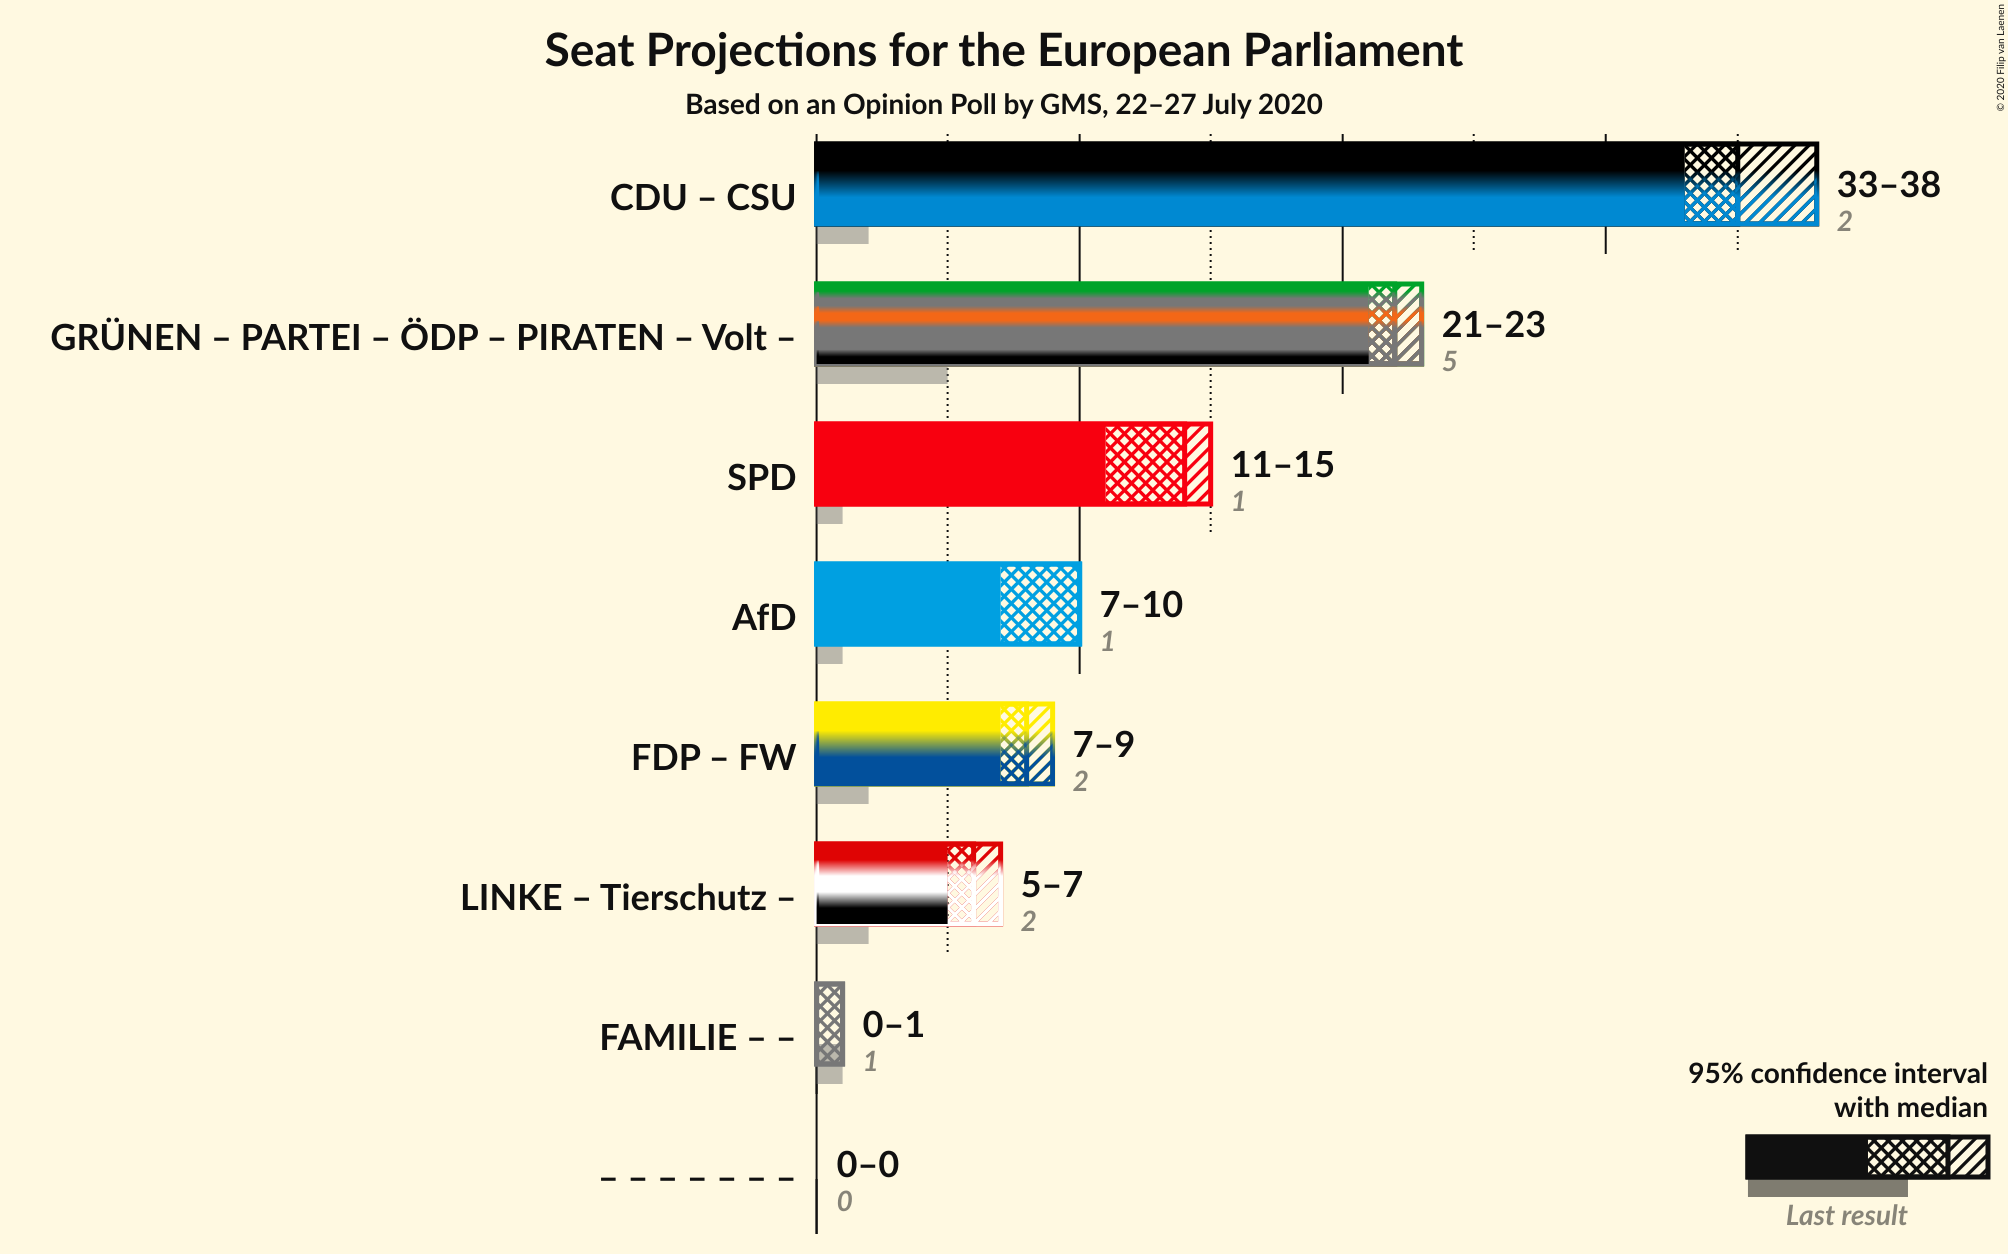 Seat Projections for the European Parliament
Based on an Opinion Poll by GMS, 22–27 July 2020
© 2020 Filip van Laenen
CDU – CSU
33–38
2
GRÜNEN – PARTEI – ÖDP – PIRATEN – Volt –
21–23
5
SPD
11–15
1
AfD
7–10
1
FDP – FW
7–9
2
LINKE – Tierschutz –
5–7
2
FAMILIE – –
0–1
1
– – – – – – –
0–0
0
95% confidence interval
with median
Last result